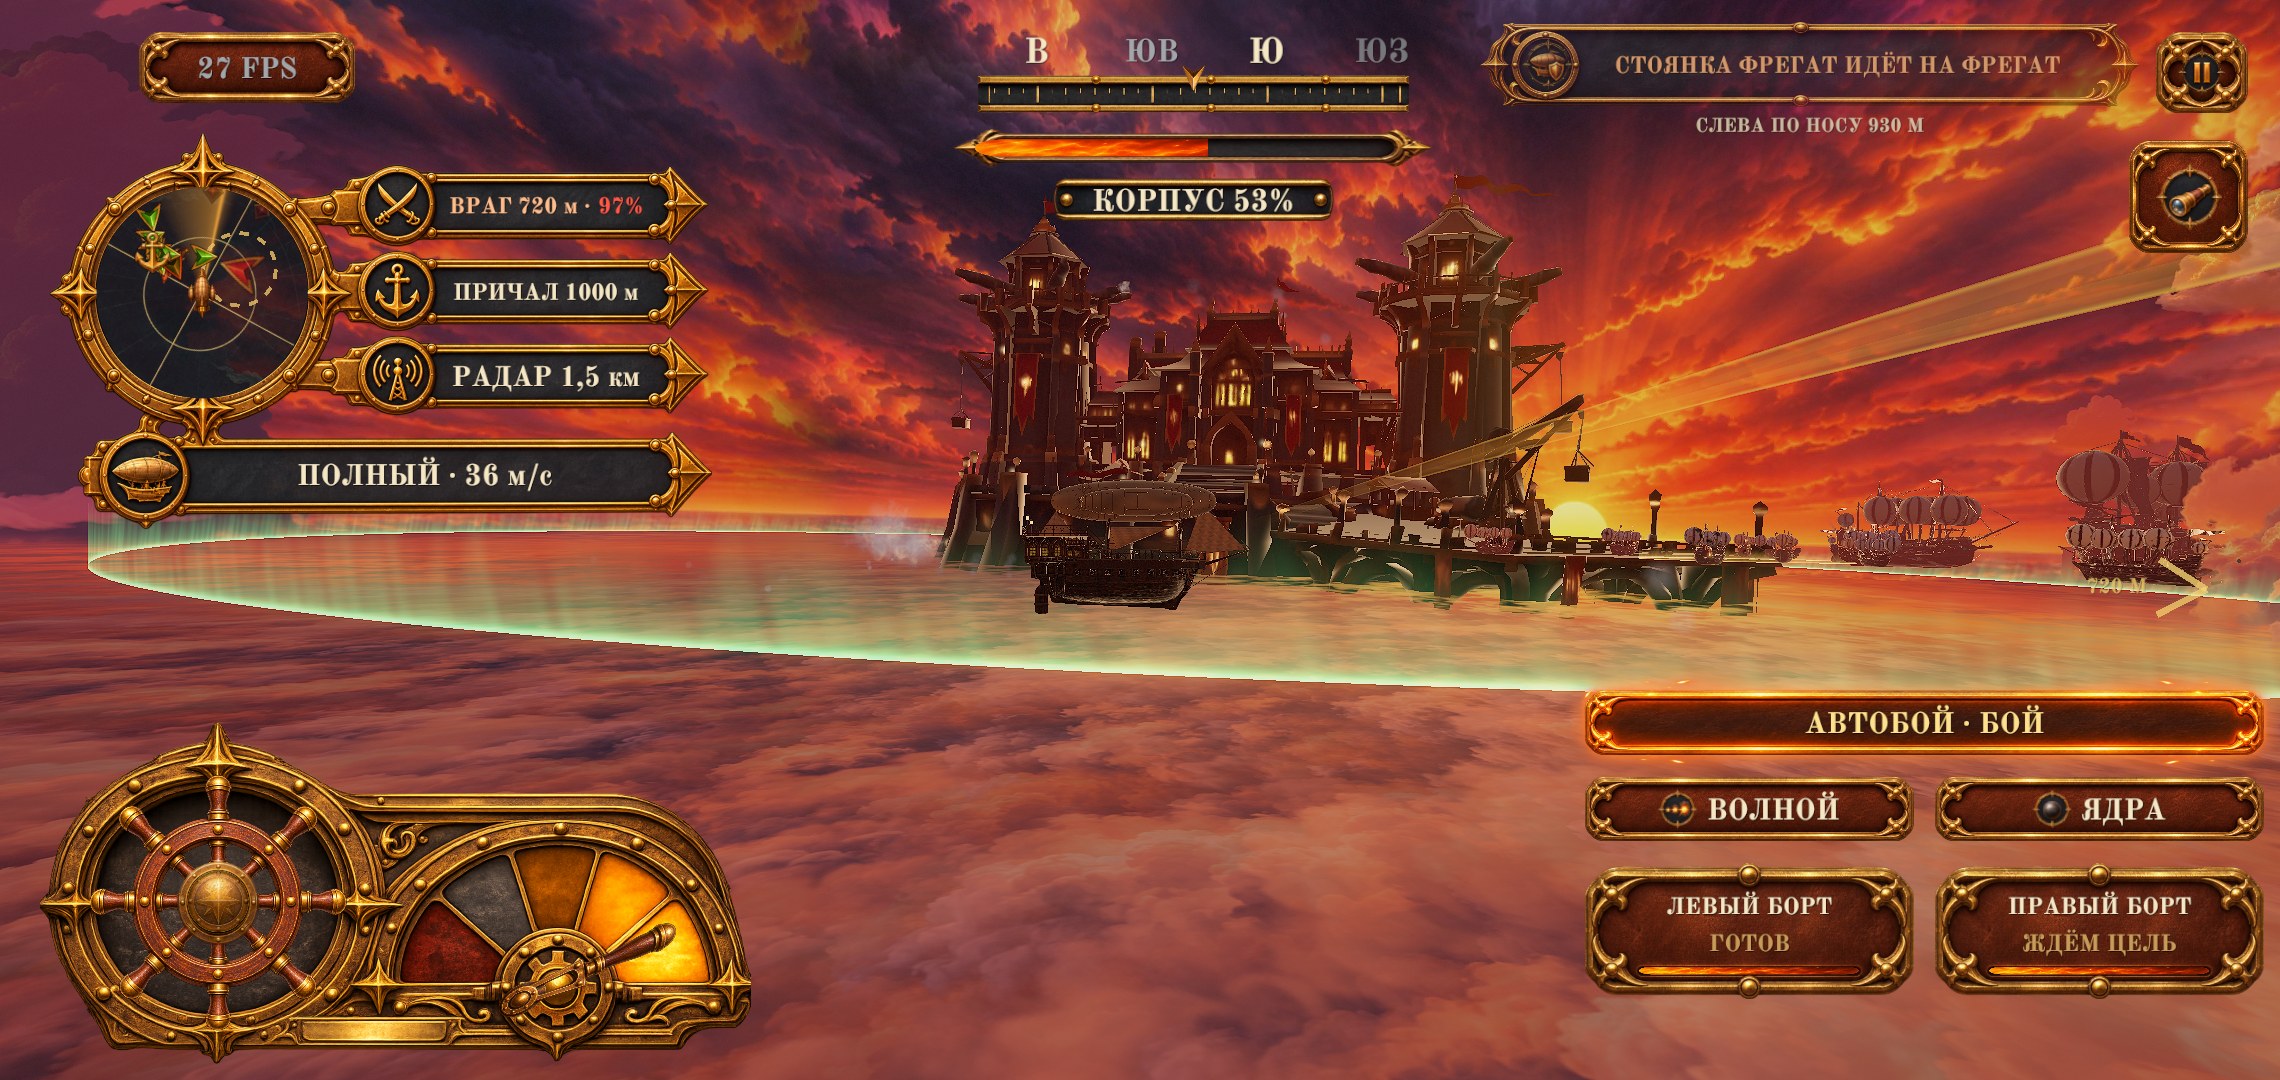 27 FPS
В ЮВ Ю ЮЗ
СТОЯНКА ФРЕГАТ ИДЁТ НА ФРЕГАТ
СЛЕВА ПО НОСУ 930 М
КОРПУС 53%
ВРАГ 720 м · 97%
ПРИЧАЛ 1000 м
РАДАР 1,5 км
ПОЛНЫЙ · 36 м/с
720 М
АВТОБОЙ · БОЙ
ВОЛНОЙ
ЯДРА
ЛЕВЫЙ БОРТ
ГОТОВ
ПРАВЫЙ БОРТ
ЖДЁМ ЦЕЛЬ